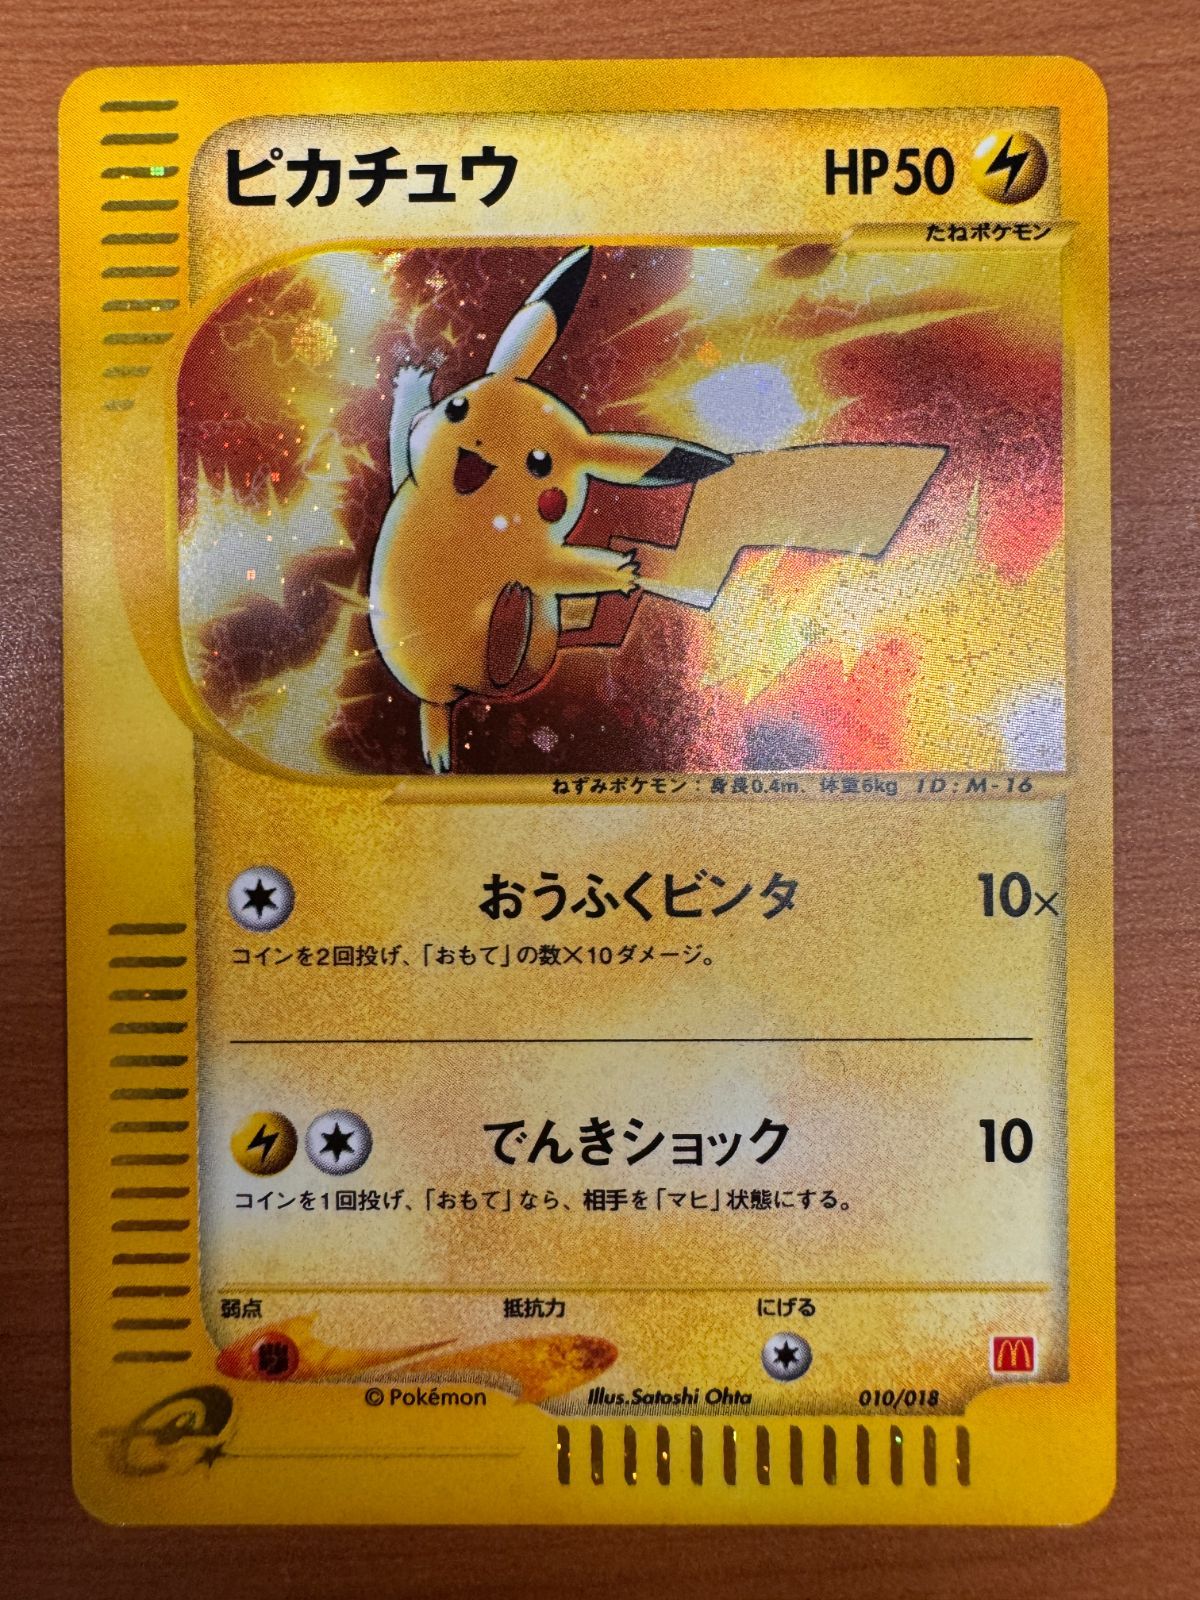 ピカチュウ HP50
たねポケモン
ねずみポケモン：身長0.4m、体重6kg ID：M-16
おうふくビンタ 10×
コインを2回投げ、「おもて」の数×10ダメージ。
でんきショック 10
コインを1回投げ、「おもて」なら、相手を「マヒ」状態にする。
弱点 抵抗力 にげる
© Pokémon Illus.Satoshi Ohta 010/018